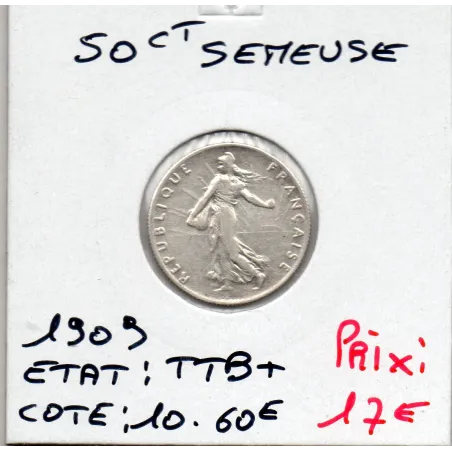 50 CT SEMEUSE
REPUBLIQUE FRANÇAISE
1909
ETAT : TTB+
COTE : 10.60€
PRix :
17€